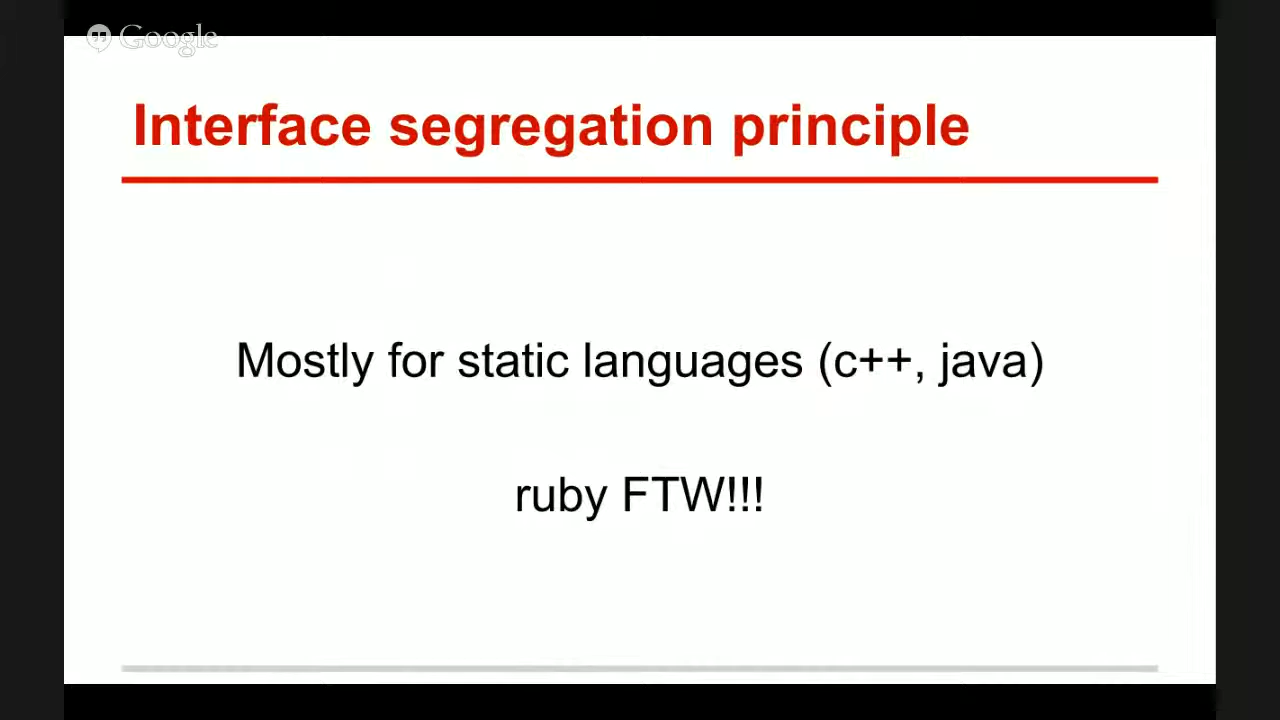 Google
Interface segregation principle
Mostly for static languages (c++, java)
ruby FTW!!!